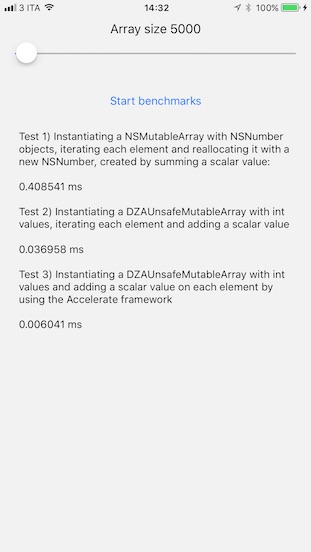 3 ITA 14:32 100%
Array size 5000
Start benchmarks
Test 1) Instantiating a NSMutableArray with NSNumber
objects, iterating each element and reallocating it with a
new NSNumber, created by summing a scalar value:
0.408541 ms
Test 2) Instantiating a DZAUnsafeMutableArray with int
values, iterating each element and adding a scalar value
0.036958 ms
Test 3) Instantiating a DZAUnsafeMutableArray with int
values and adding a scalar value on each element by
using the Accelerate framework
0.006041 ms